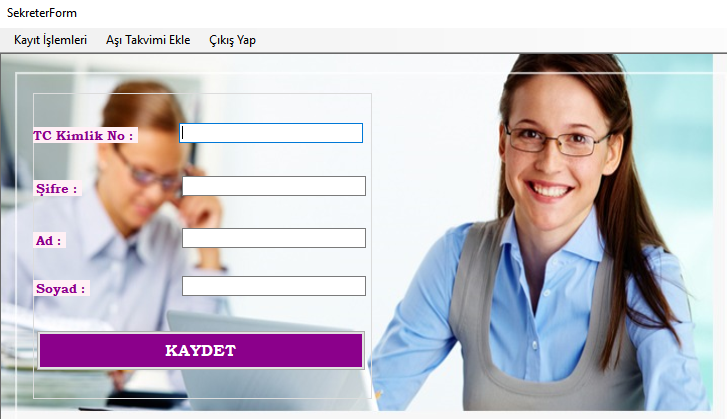 SekreterForm
Kayıt İşlemleri Aşı Takvimi Ekle Çıkış Yap
TC Kimlik No :
Şifre :
Ad :
Soyad :
KAYDET